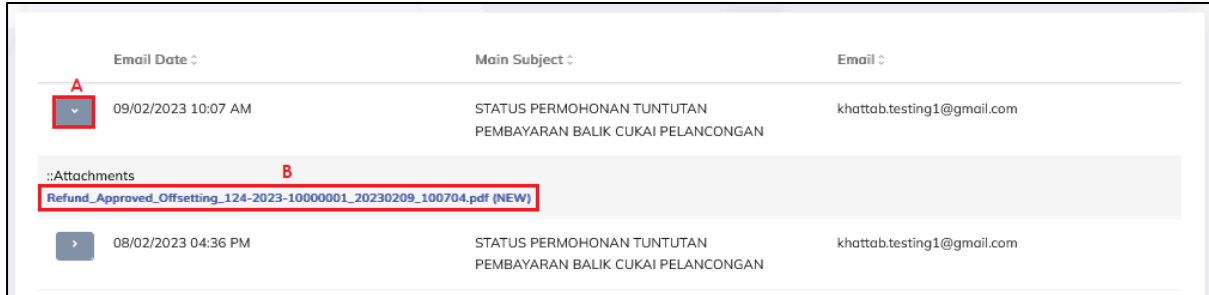 Email Date Main Subject Email
A
09/02/2023 10:07 AM STATUS PERMOHONAN TUNTUTAN khattab.testing1@gmail.com
PEMBAYARAN BALIK CUKAI PELANCONGAN
::Attachments B
Refund_Approved_Offsetting_124-2023-10000001_20230209_100704.pdf (NEW)
08/02/2023 04:36 PM STATUS PERMOHONAN TUNTUTAN khattab.testing1@gmail.com
PEMBAYARAN BALIK CUKAI PELANCONGAN